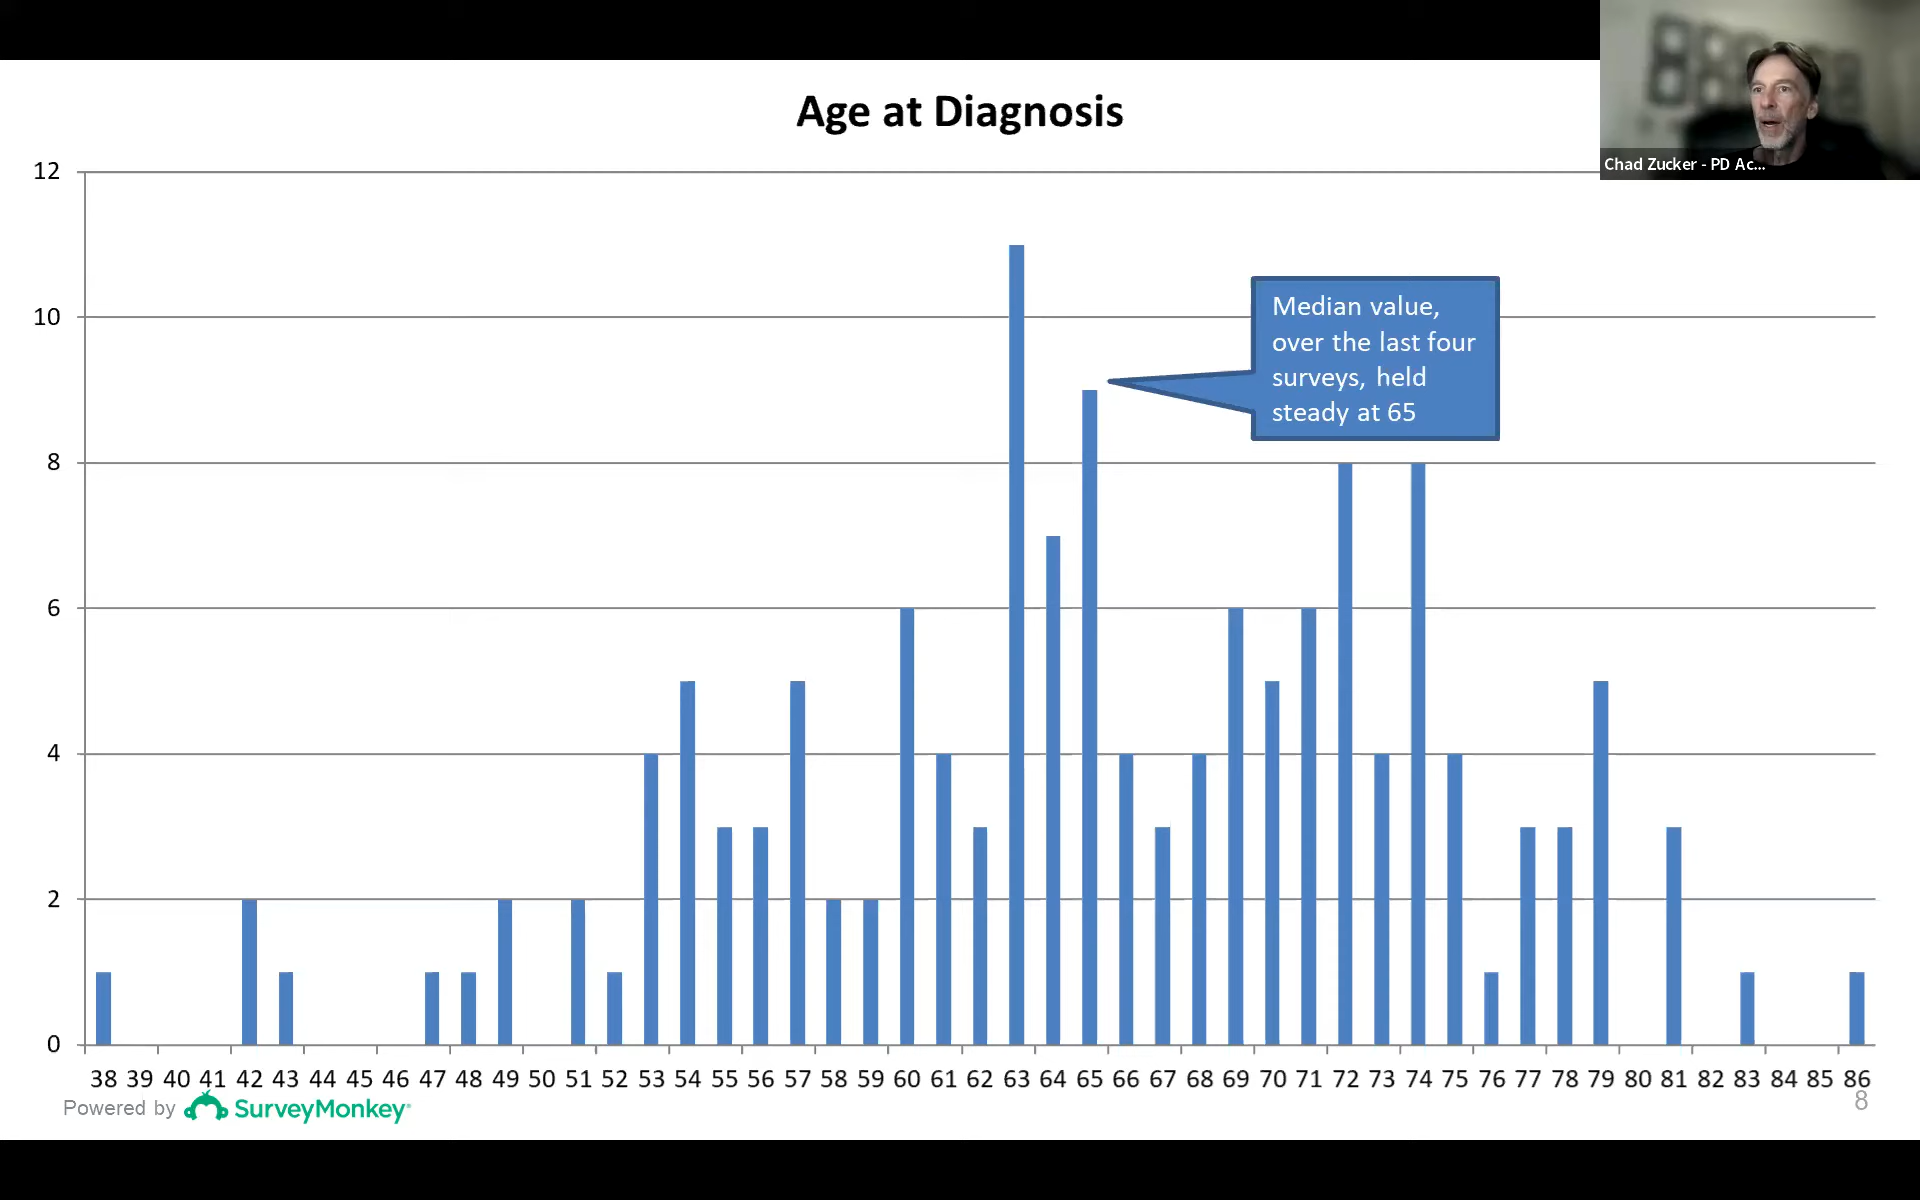 Age at Diagnosis
Chad Zucker - PD Ac...
12
10
8
6
4
2
0
Median value,
over the last four
surveys, held
steady at 65
38 39 40 41 42 43 44 45 46 47 48 49 50 51 52 53 54 55 56 57 58 59 60 61 62 63 64 65 66 67 68 69 70 71 72 73 74 75 76 77 78 79 80 81 82 83 84 85 86
Powered by SurveyMonkey
8